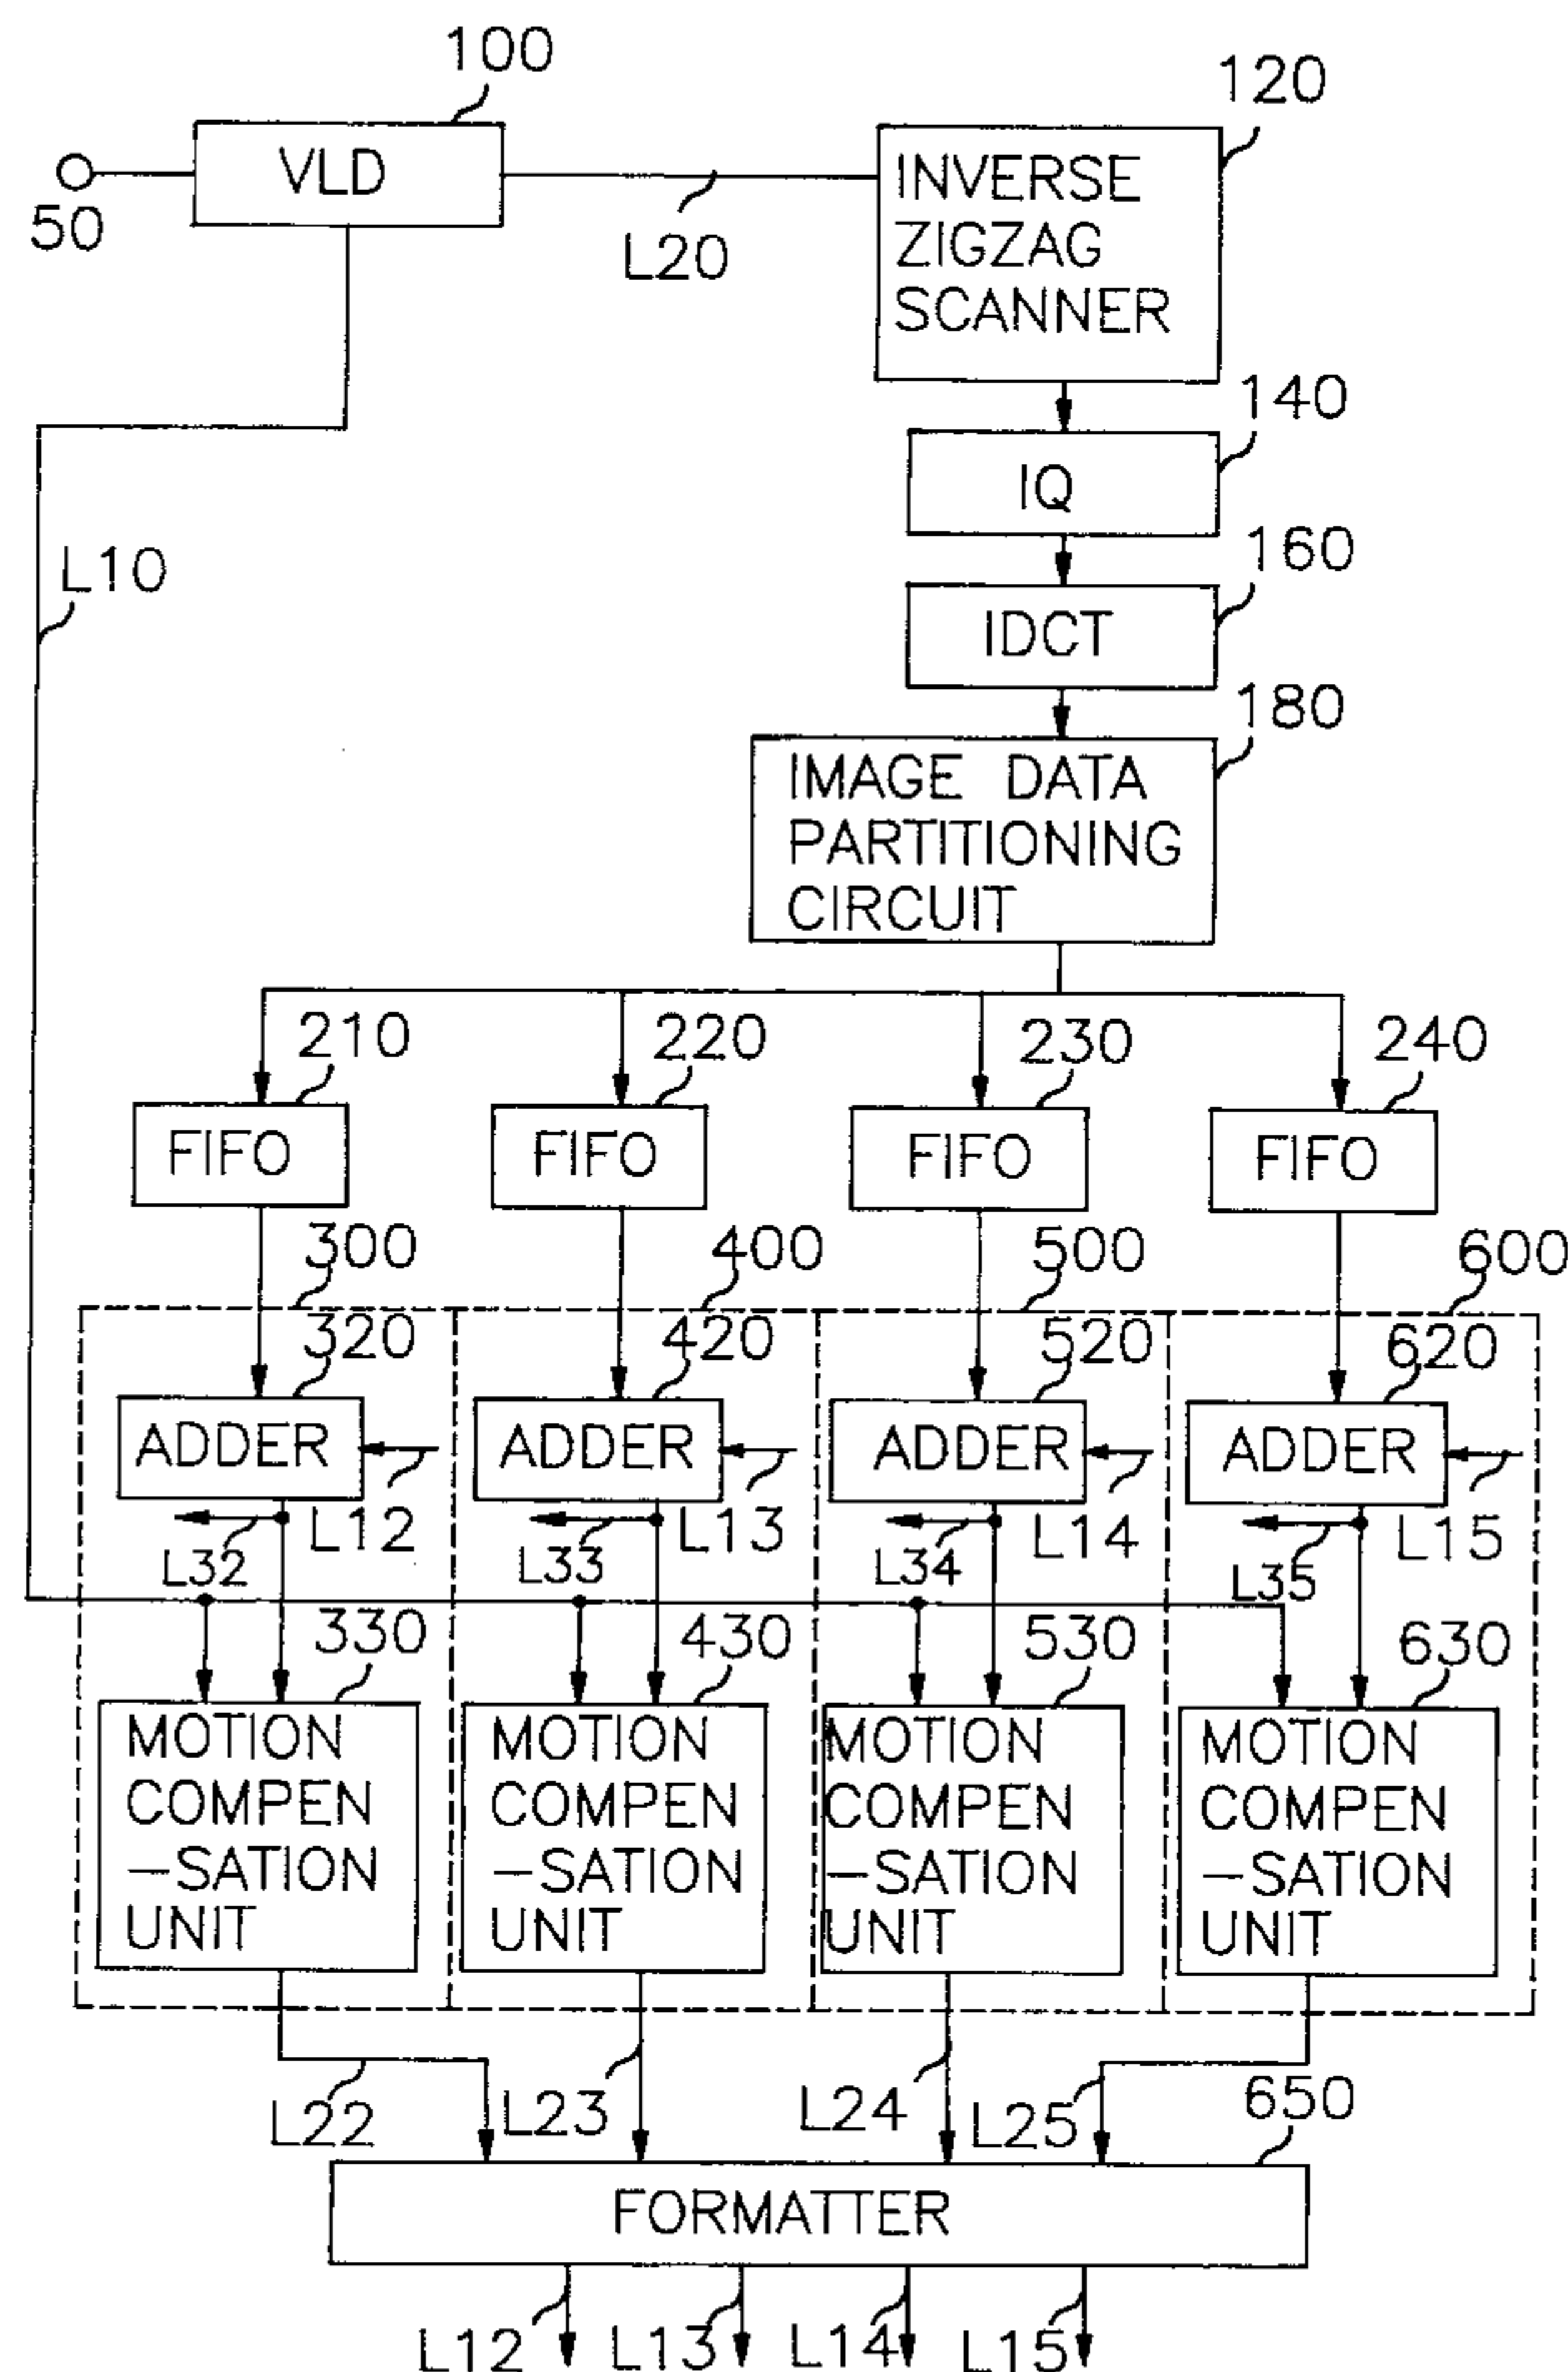 100
VLD
50
L20
120
INVERSE
ZIGZAG
SCANNER
140
IQ
L10
160
IDCT
180
IMAGE DATA
PARTITIONING
CIRCUIT
210
220
230
240
FIFO
FIFO
FIFO
FIFO
300
400
500
600
320
420
520
620
ADDER
ADDER
ADDER
ADDER
L12
L13
L14
L15
L32
L33
L34
L35
330
430
530
630
MOTION
COMPEN
-SATION
UNIT
MOTION
COMPEN
-SATION
UNIT
MOTION
COMPEN
-SATION
UNIT
MOTION
COMPEN
-SATION
UNIT
L22
L23
L24
L25
650
FORMATTER
L12
L13
L14
L15